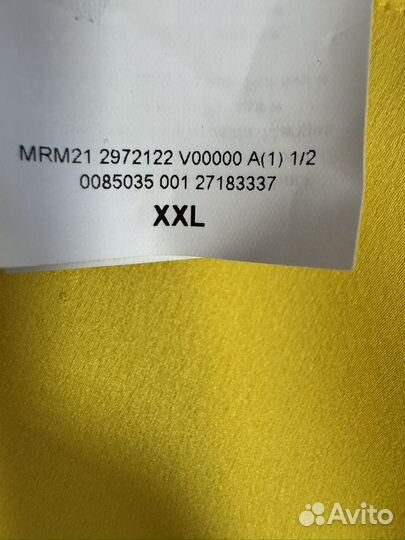 MRM21 2972122 V00000 A(1) 1/2
0085035 001 27183337
XXL
Avito